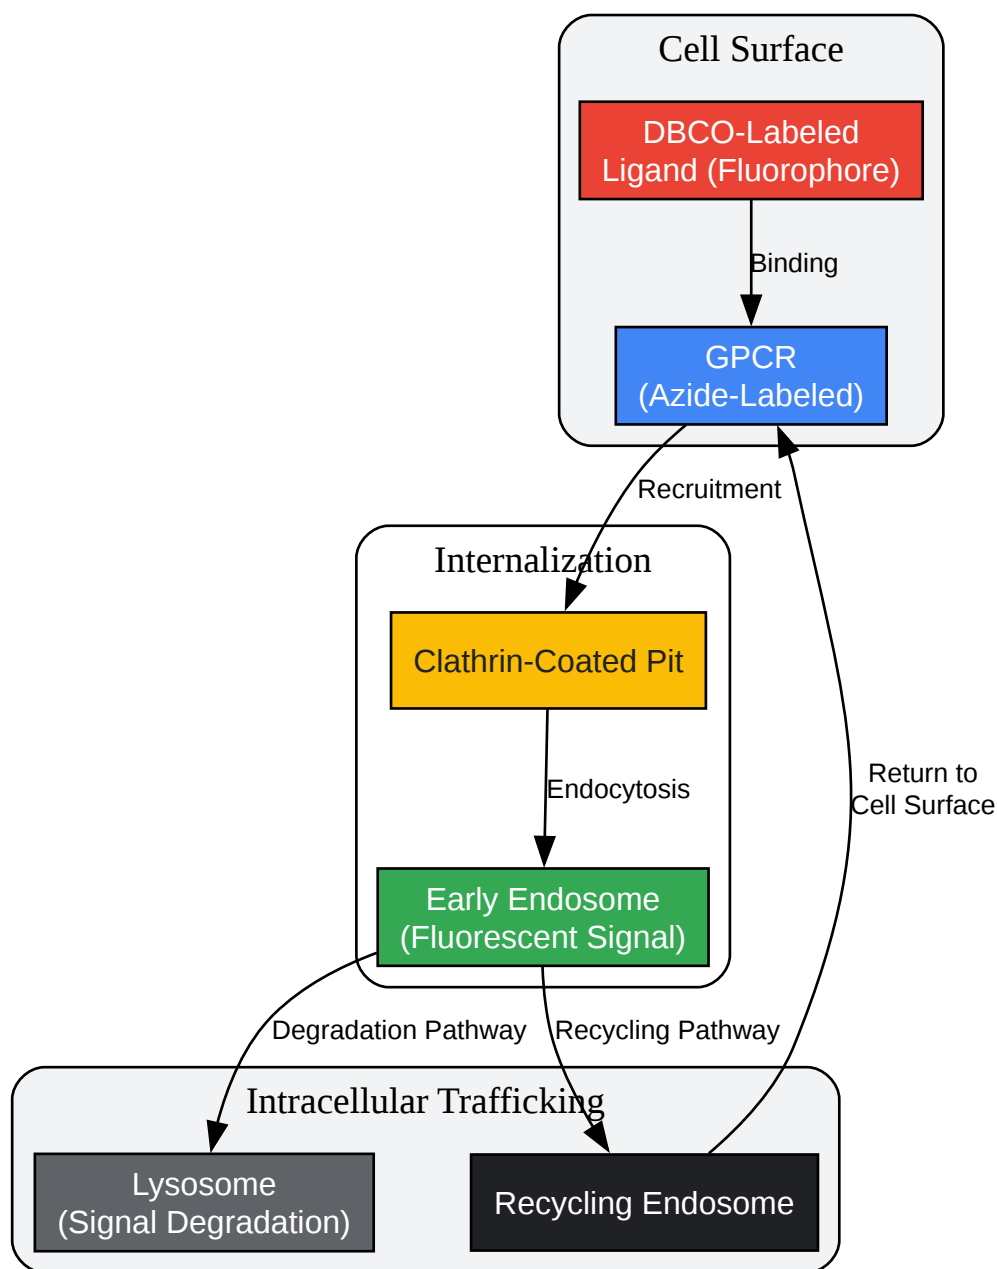 Cell Surface
DBCO-Labeled
Ligand (Fluorophore)
Binding
GPCR
(Azide-Labeled)
Recruitment
Internalization
Clathrin-Coated Pit
Endocytosis
Return to
Cell Surface
Early Endosome
(Fluorescent Signal)
Degradation Pathway
Recycling Pathway
Intracellular Trafficking
Lysosome
(Signal Degradation)
Recycling Endosome